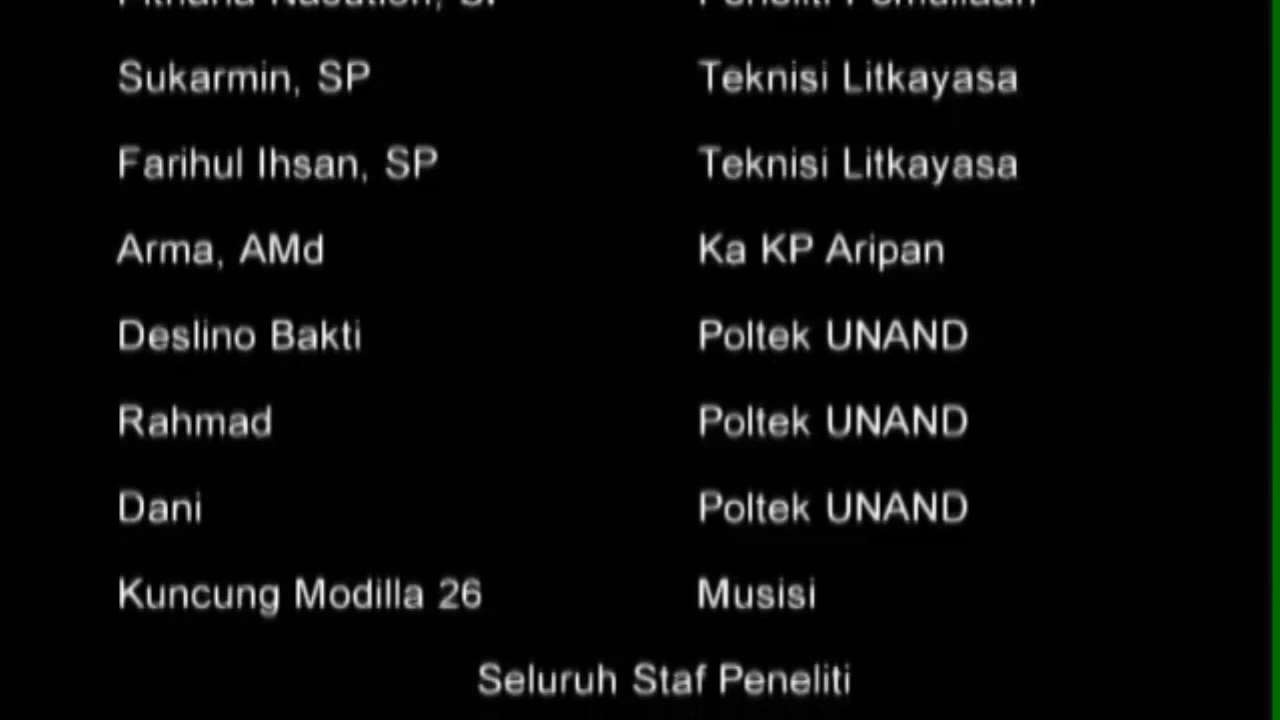 Sukarmin, SP Teknisi Litkayasa
Farihul Ihsan, SP Teknisi Litkayasa
Arma, AMd Ka KP Aripan
Deslino Bakti Poltek UNAND
Rahmad Poltek UNAND
Dani Poltek UNAND
Kuncung Modilla 26 Musisi
Seluruh Staf Peneliti